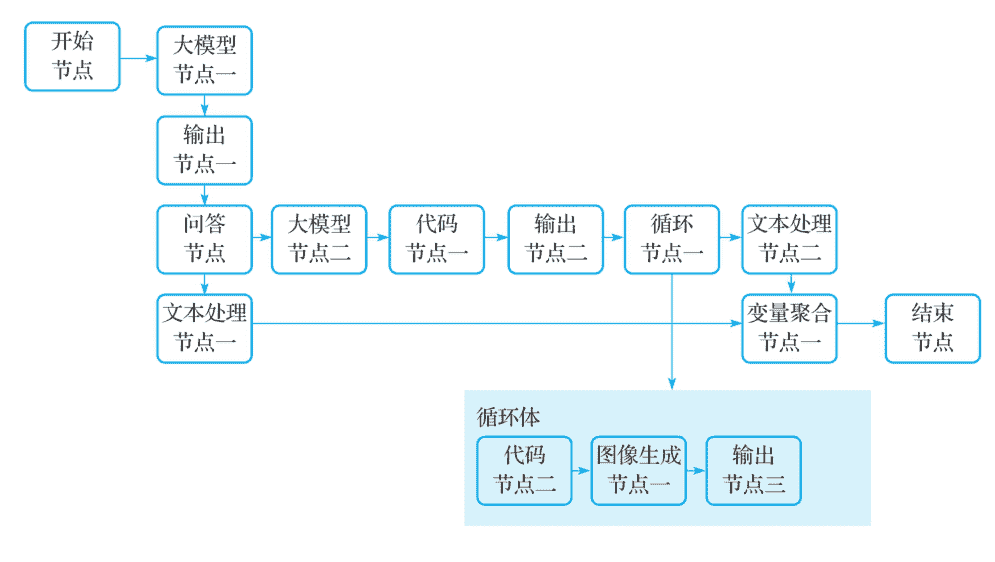 开始
节点
大模型
节点一
输出
节点一
问答
节点
大模型
节点二
代码
节点一
输出
节点二
循环
节点一
文本处理
节点二
文本处理
节点一
变量聚合
节点一
结束
节点
循环体
代码
节点二
图像生成
节点一
输出
节点三